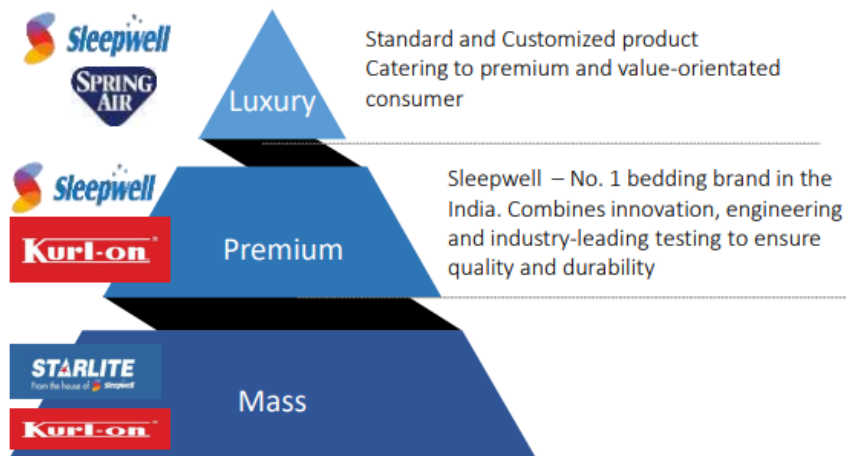 Sleepwell
SPRING
AIR
Luxury
Standard and Customized product
Catering to premium and value-orientated
consumer
Sleepwell
Kurl-on
Premium
Sleepwell – No. 1 bedding brand in the
India. Combines innovation, engineering
and industry-leading testing to ensure
quality and durability
STARLITE
From the house of Sleepwell
Kurl-on
Mass